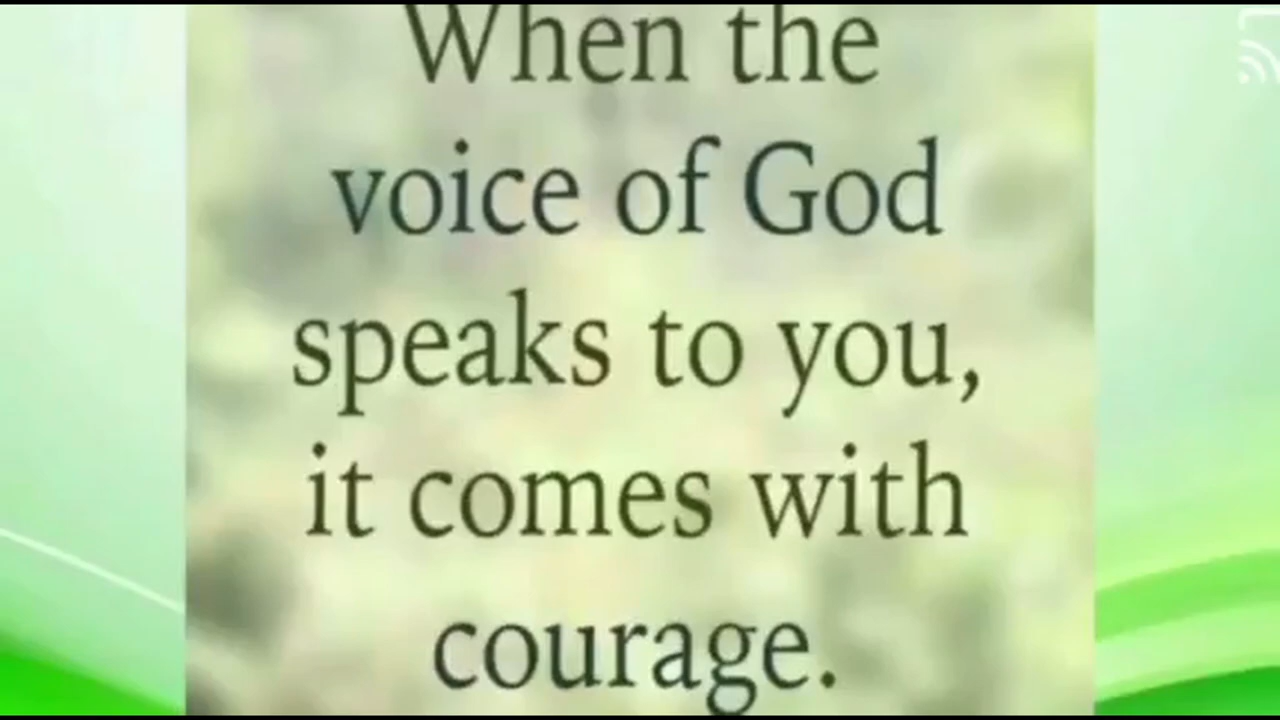 When the
voice of God
speaks to you,
it comes with
courage.